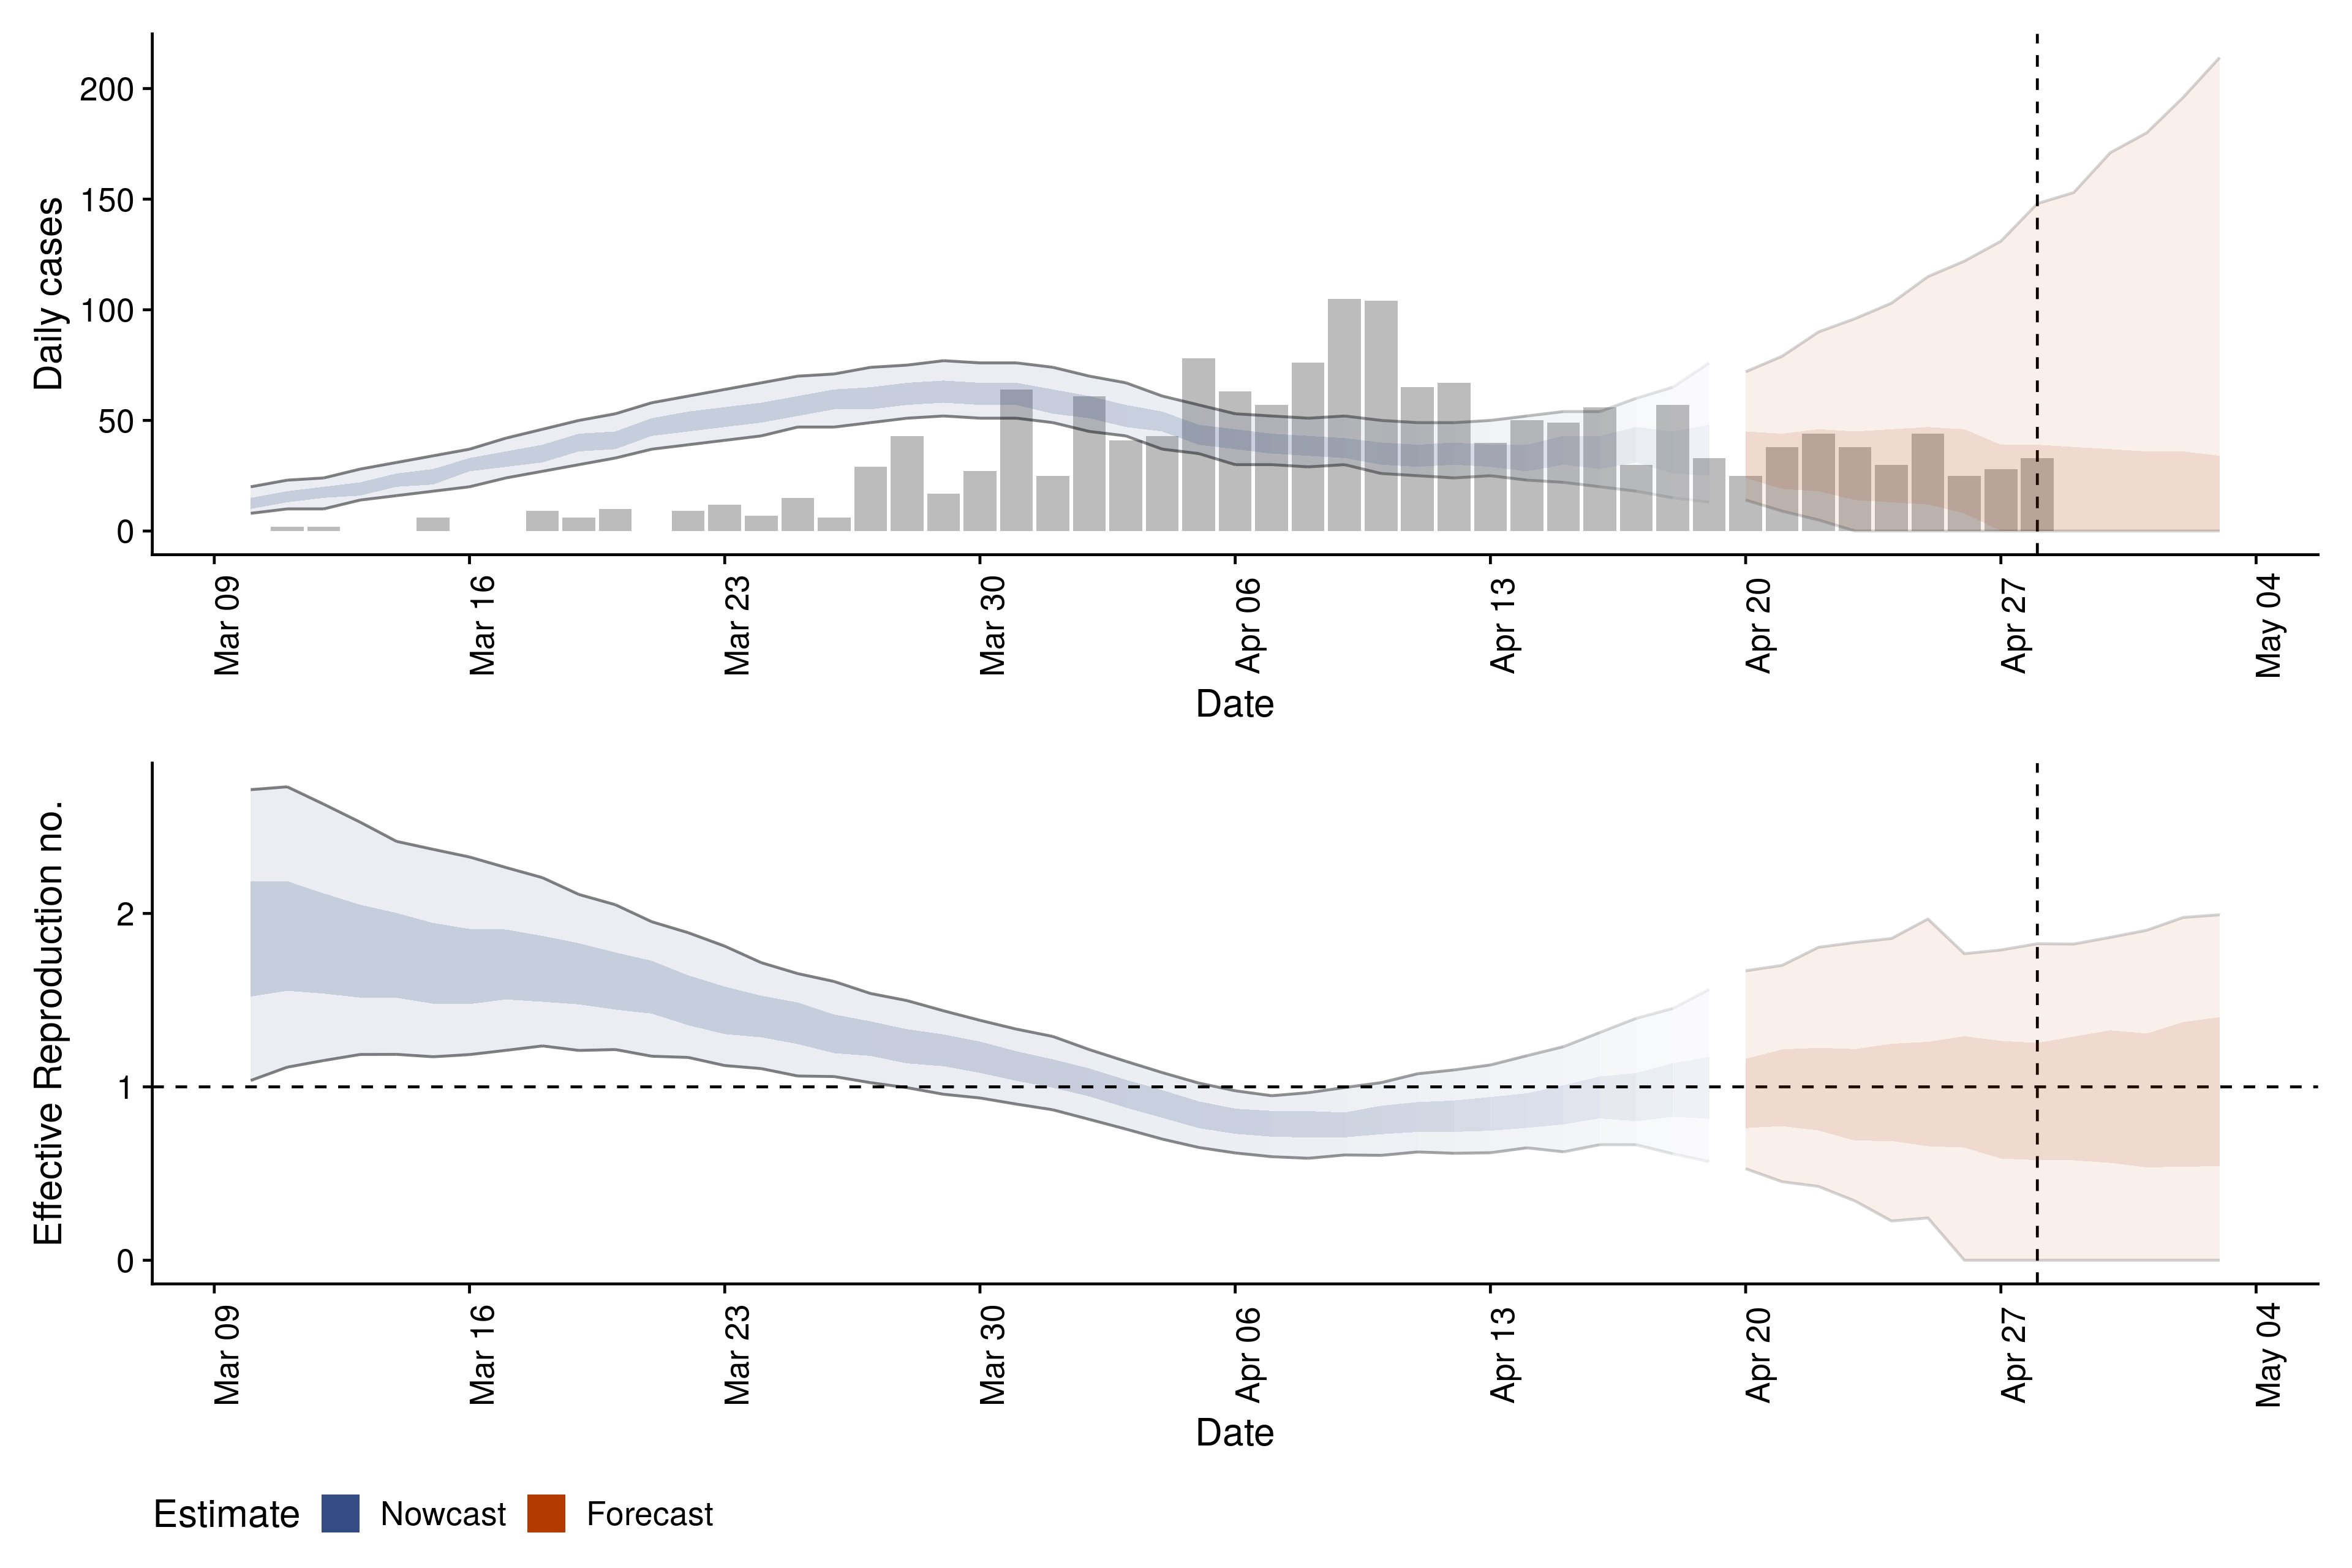 Daily cases
200
150
100
50
0
Mar 09
Mar 16
Mar 23
Mar 30
Apr 06
Apr 13
Apr 20
Apr 27
May 04
Date
Effective Reproduction no.
2
1
0
Mar 09
Mar 16
Mar 23
Mar 30
Apr 06
Apr 13
Apr 20
Apr 27
May 04
Date
Estimate Nowcast Forecast